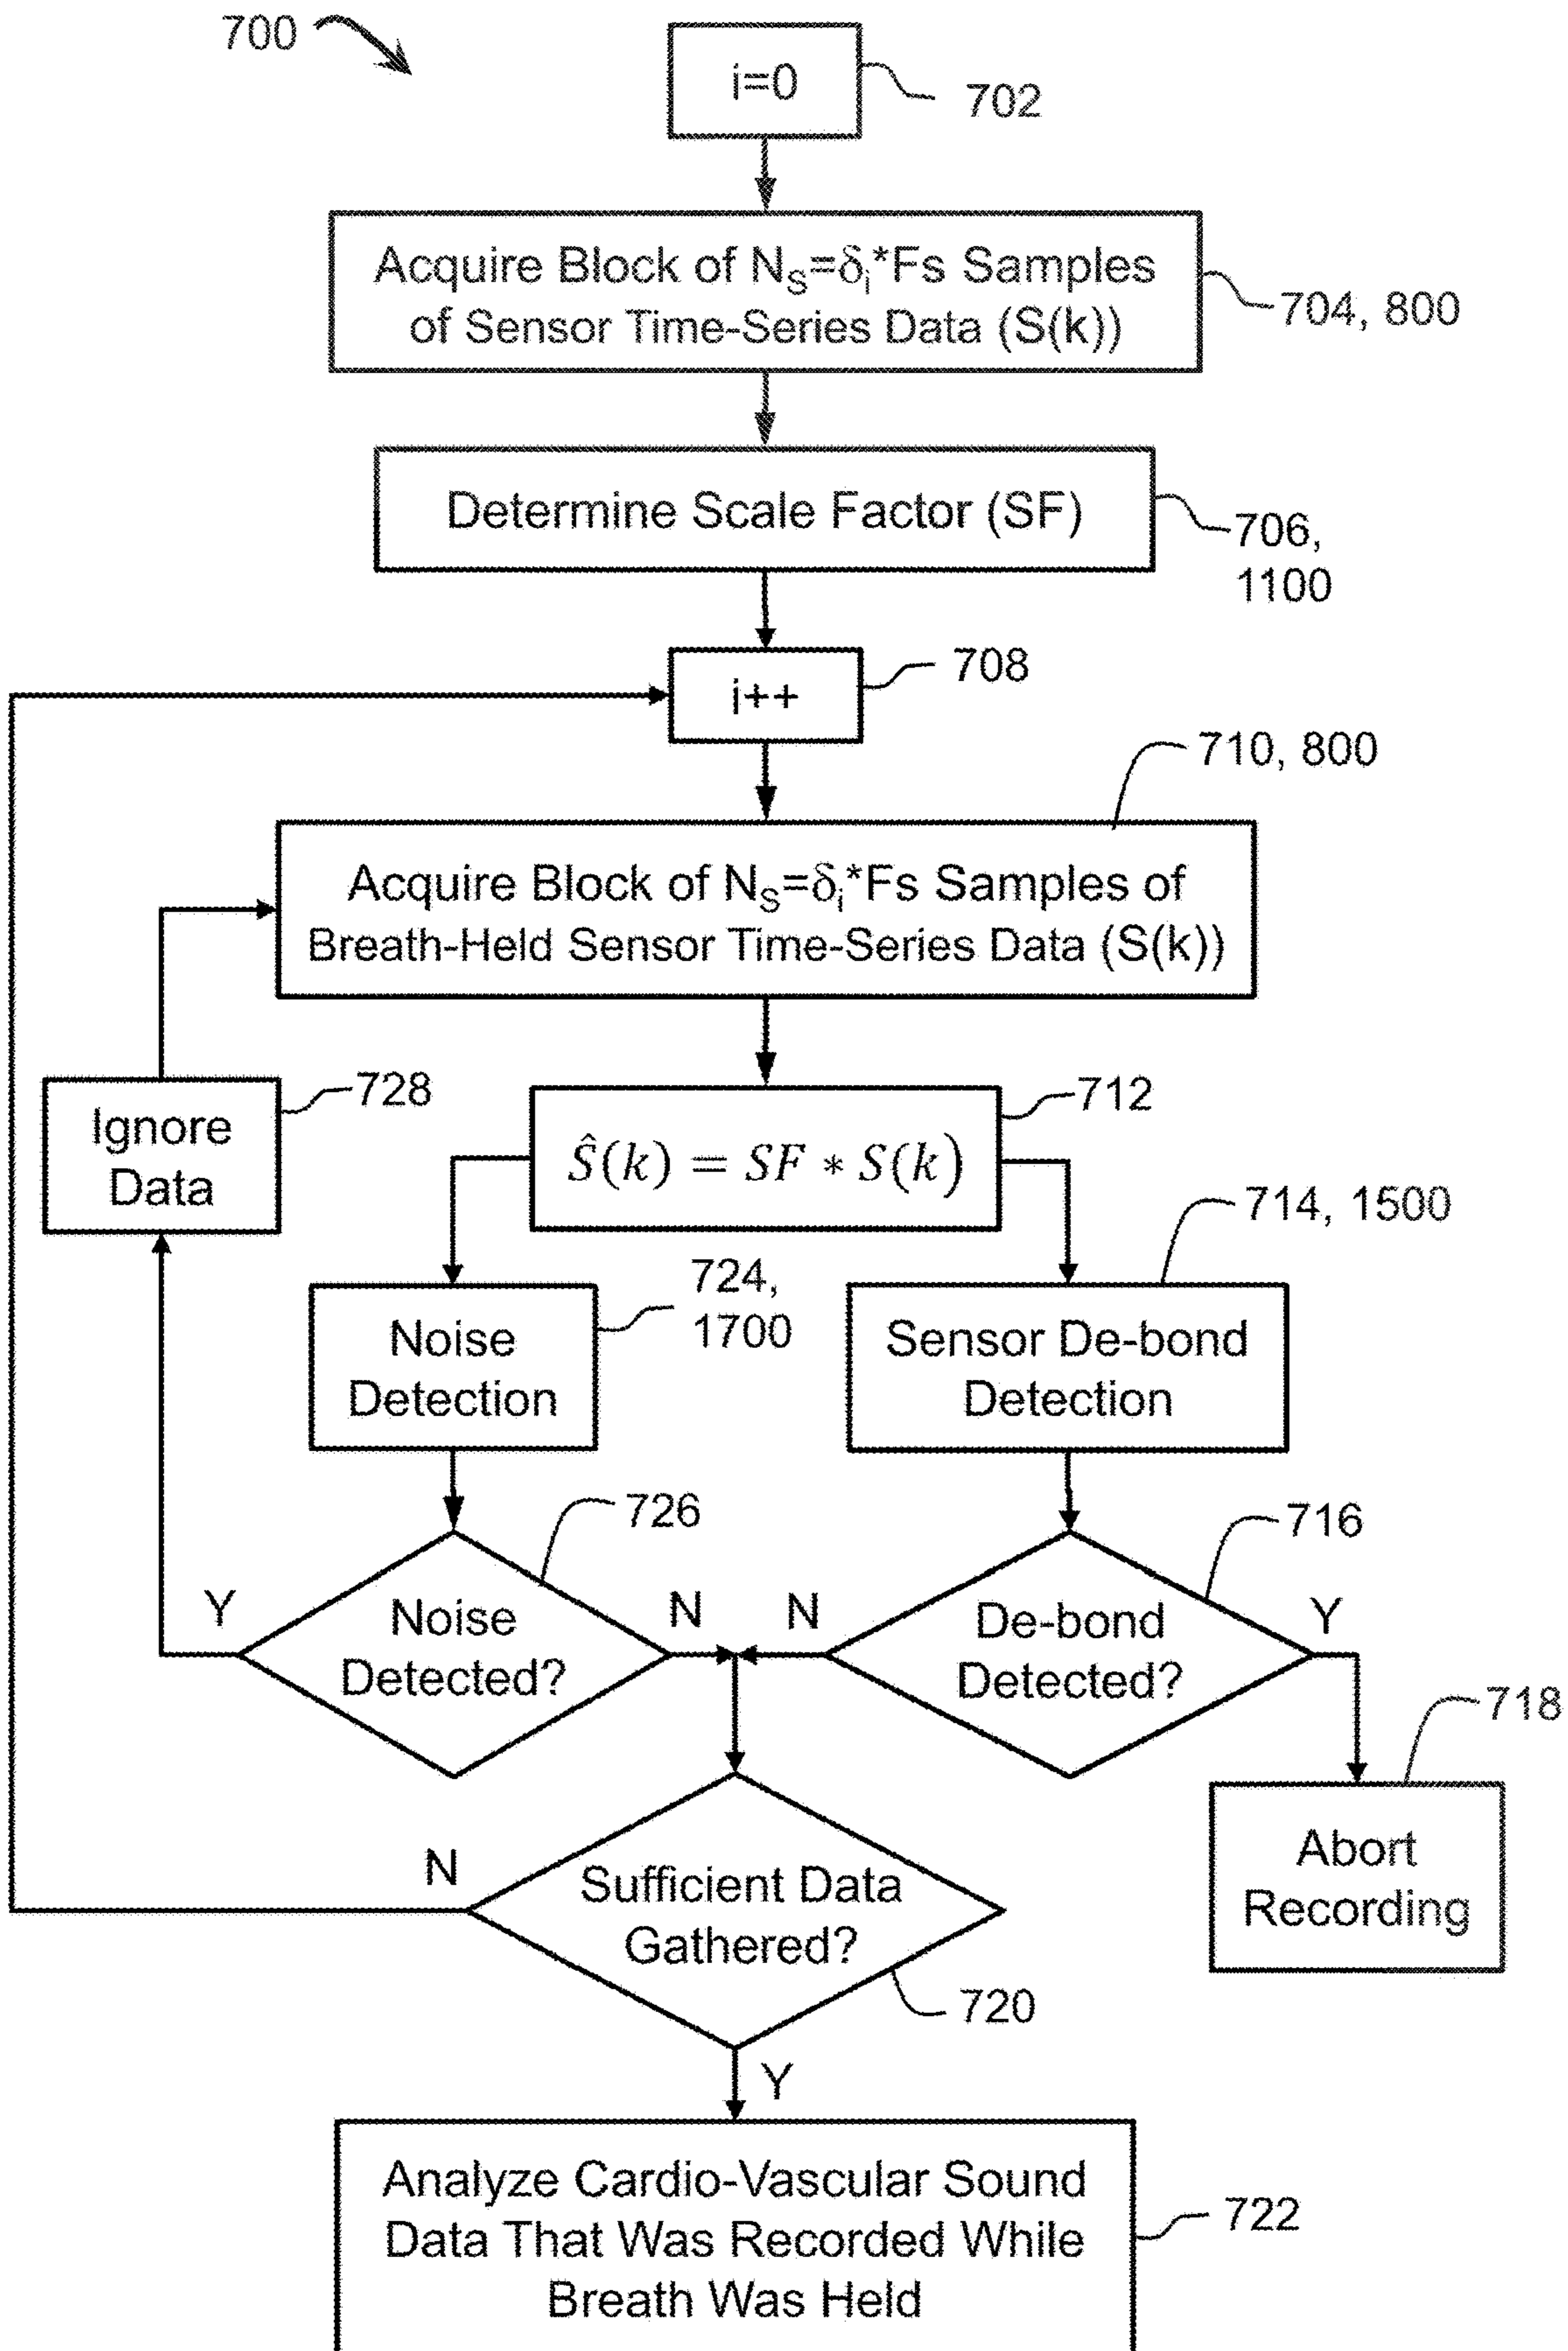 700
i=0
702
Acquire Block of N_S=δ_i*Fs Samples
of Sensor Time-Series Data (S(k))
704, 800
Determine Scale Factor (SF)
706,
1100
i++
708
710, 800
Acquire Block of N_S=δ_i*Fs Samples of
Breath-Held Sensor Time-Series Data (S(k))
Ignore
Data
728
Ŝ(k) = SF * S(k)
712
714, 1500
724,
1700
Noise
Detection
Sensor De-bond
Detection
726
716
Y
Noise
Detected?
N
N
De-bond
Detected?
Y
718
Abort
Recording
N
Sufficient Data
Gathered?
720
Y
Analyze Cardio-Vascular Sound
Data That Was Recorded While
Breath Was Held
722